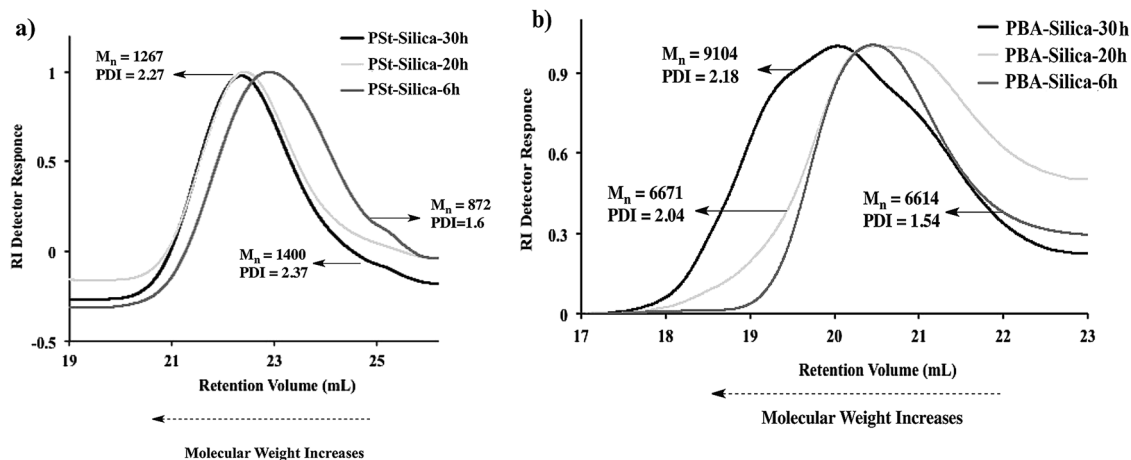 a)
PSt-Silica-30h
PSt-Silica-20h
PSt-Silica-6h
Mn = 1267
PDI = 2.27
Mn = 872
PDI=1.6
Mn = 1400
PDI = 2.37
RI Detector Responce
1
0.5
0
-0.5
19
21
23
25
Retention Volume (mL)
Molecular Weight Increases
b)
PBA-Silica-30h
PBA-Silica-20h
PBA-Silica-6h
Mn = 9104
PDI = 2.18
Mn = 6671
PDI = 2.04
Mn = 6614
PDI = 1.54
RI Detector Responce
0.9
0.6
0.3
0
17
18
19
20
21
22
23
Retention Volume (mL)
Molecular Weight Increases